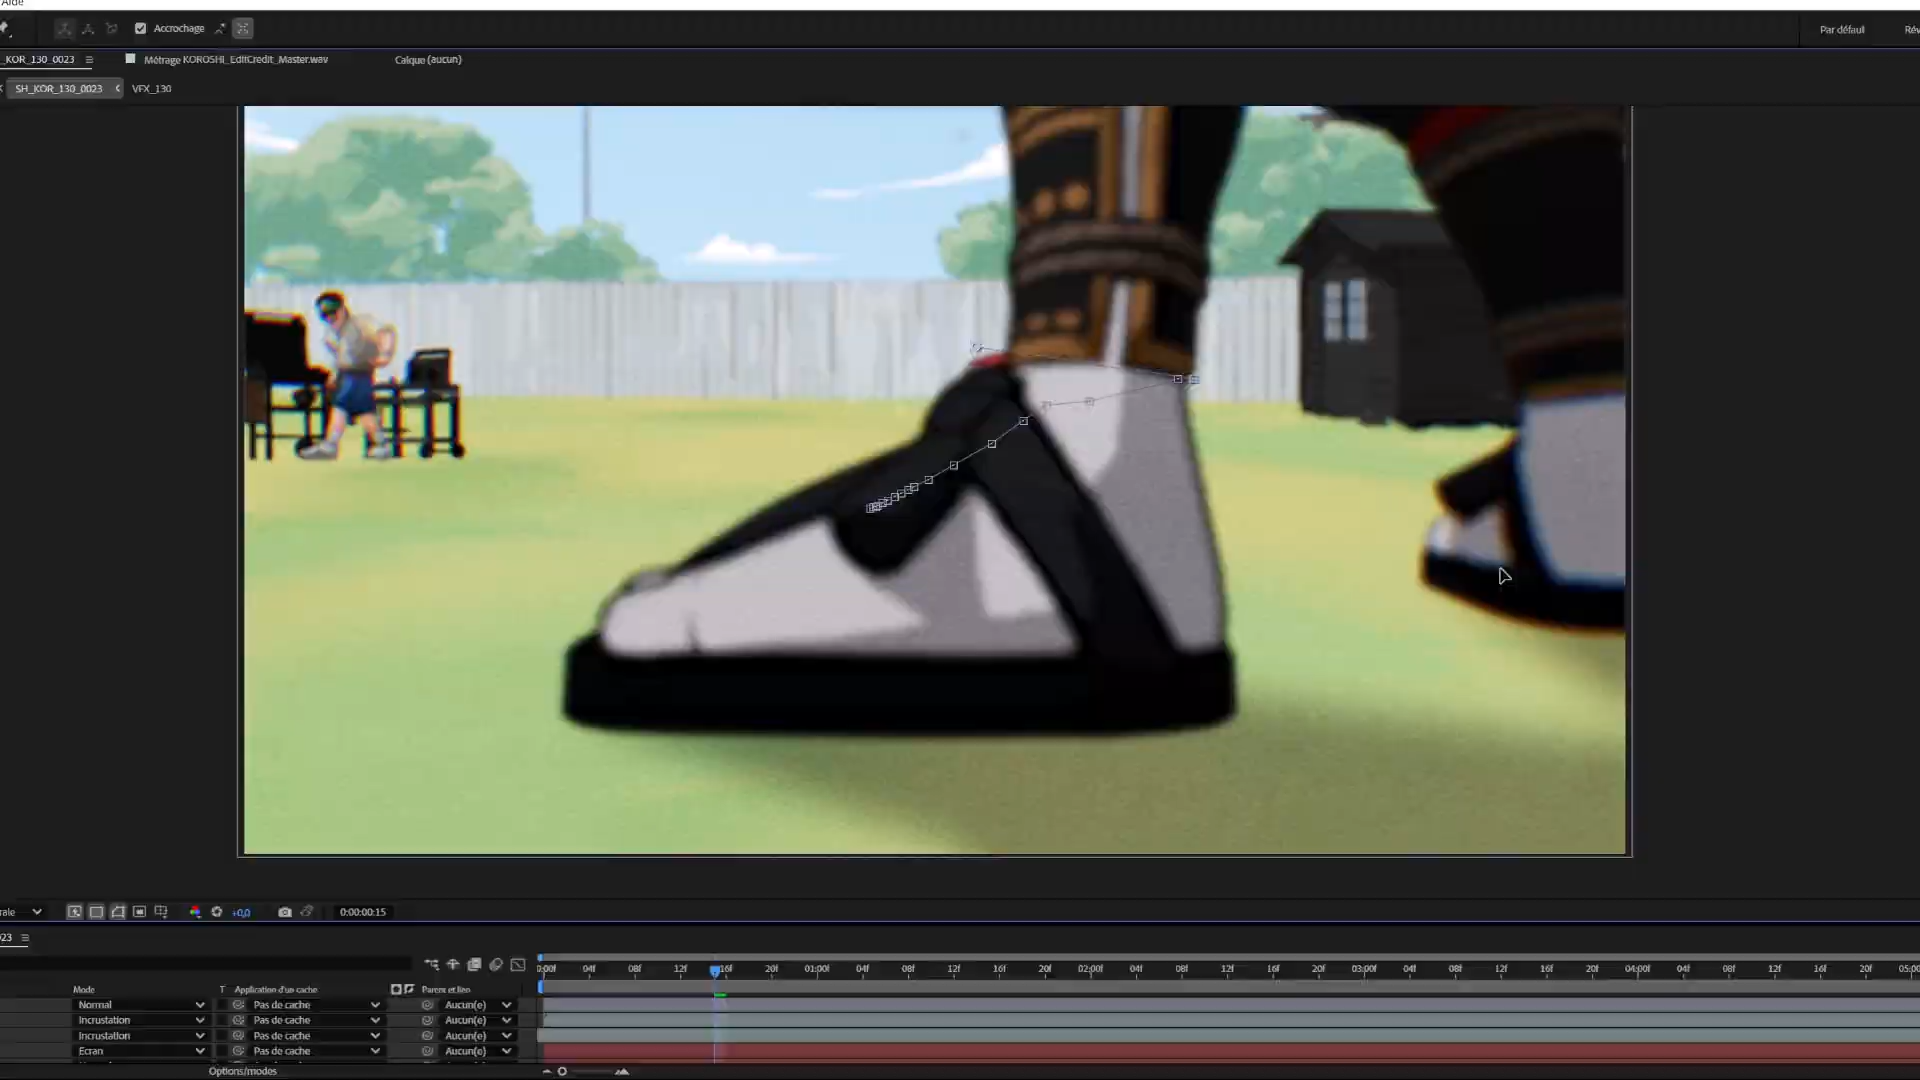 Aide
Accrochage
Par défaut
_KOR_130_0023
Métrage KOROSHI_EditCredit_Master.wav
Calque (aucun)
SH_KOR_130_0023
VFX_130
rale
+0,0
0:00:00:15
23
0:00f 04f 08f 12f 16f 20f 01:00f 04f 08f 12f 16f 20f 02:00f 04f 08f 12f 16f 20f 03:00f 04f 08f 12f 16f 20f 04:00f 04f 08f 12f 16f 20f 05:00
Mode T Application d'un cache Parent et lien
Normal Pas de cache Aucun(e)
Incrustation Pas de cache Aucun(e)
Incrustation Pas de cache Aucun(e)
Ecran Pas de cache Aucun(e)
Options/modes